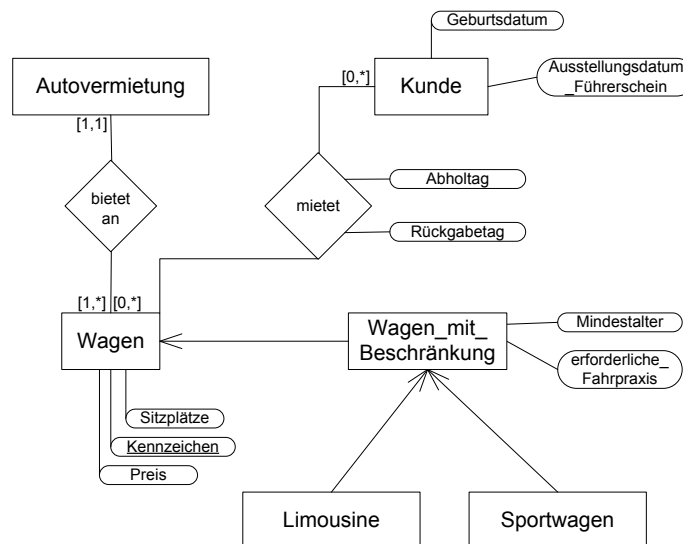 Geburtsdatum
Autovermietung
Kunde
Ausstellungsdatum
_Führerschein
[0,*]
[1,1]
bietet
an
mietet
Abholtag
Rückgabetag
[1,*]
[0,*]
Wagen
Wagen_mit_
Beschränkung
Mindestalter
erforderliche_
Fahrpraxis
Sitzplätze
Kennzeichen
Preis
Limousine
Sportwagen